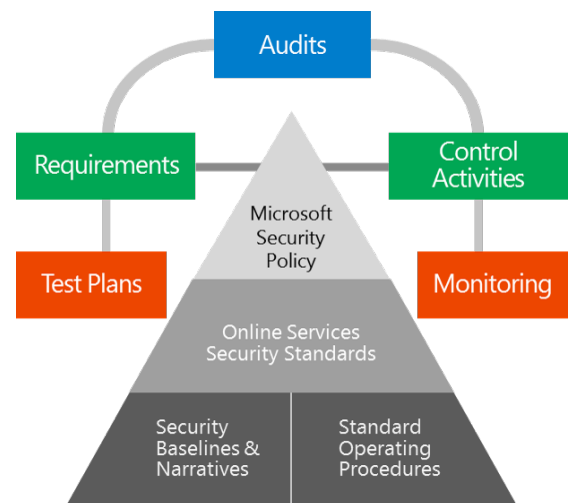 Audits
Requirements
Control
Activities
Microsoft
Security
Policy
Test Plans
Monitoring
Online Services
Security Standards
Security
Baselines &
Narratives
Standard
Operating
Procedures